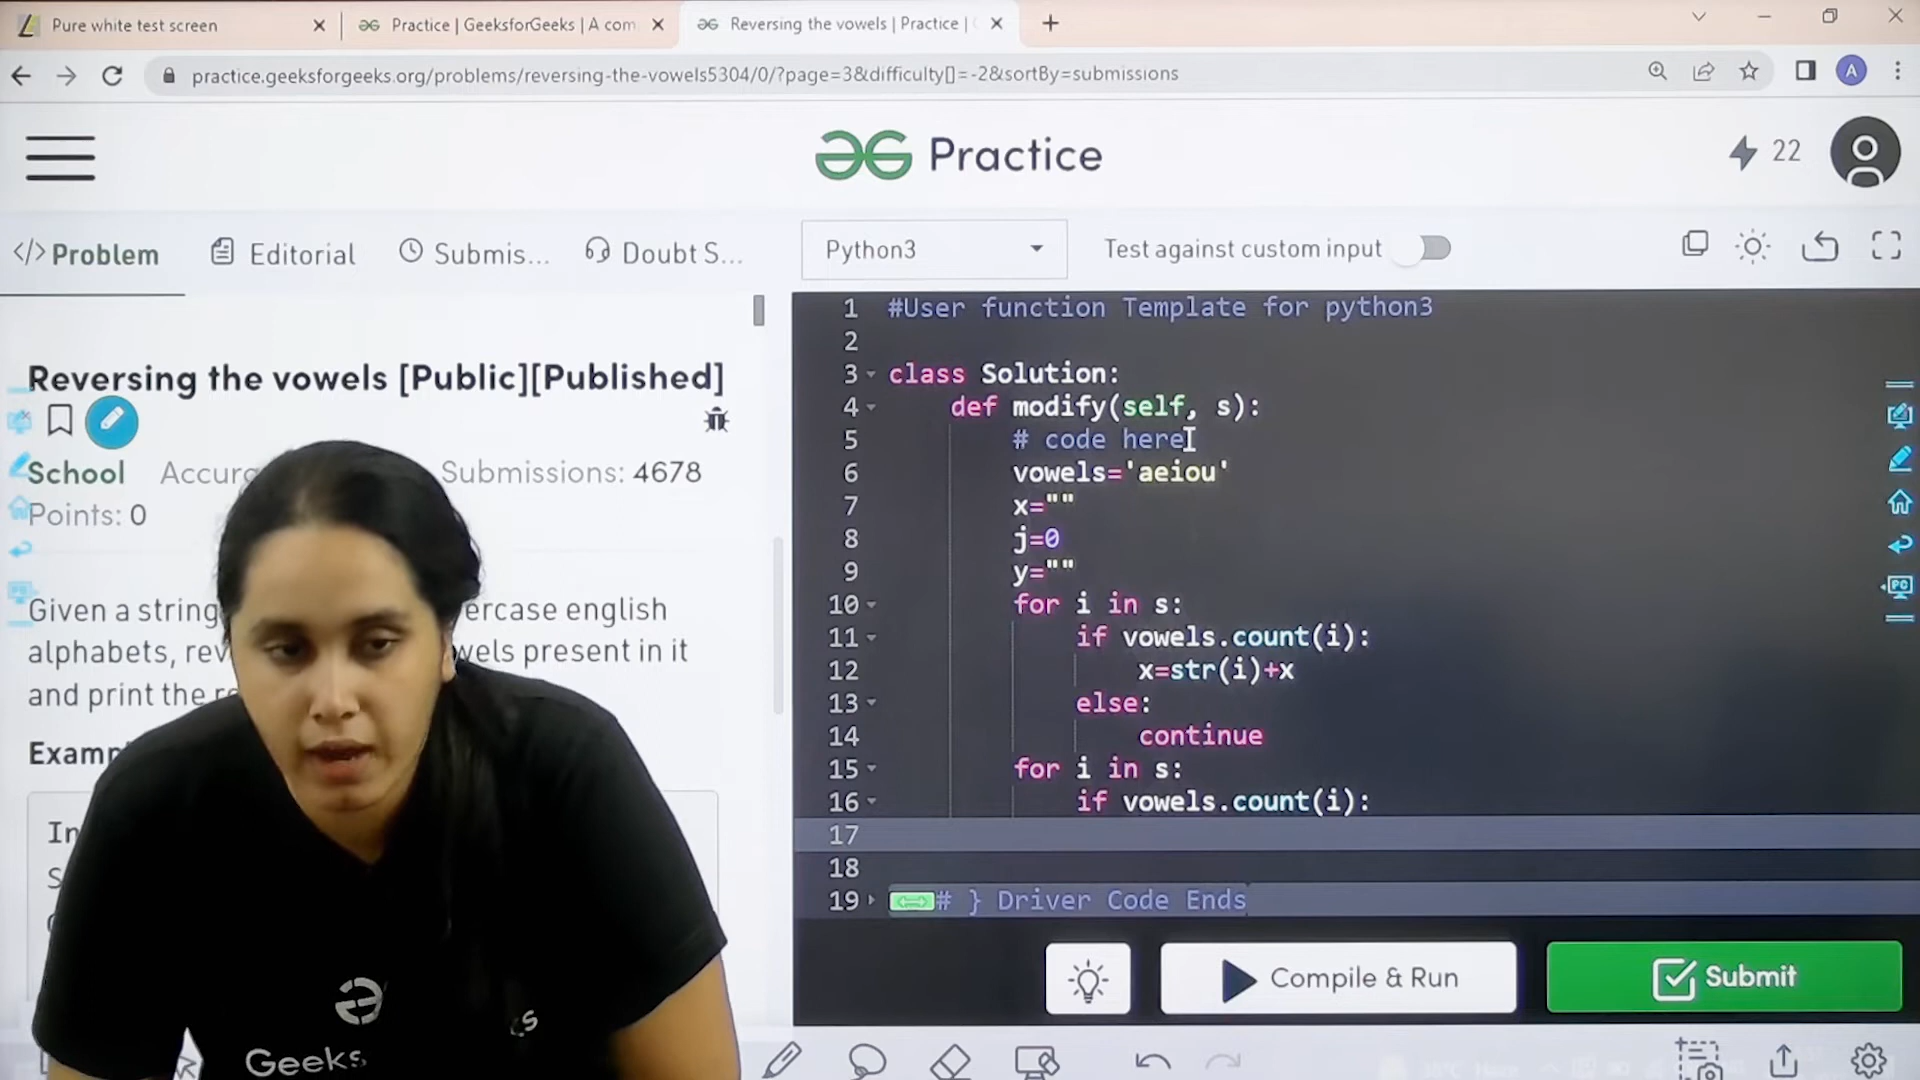 Pure white test screen
Practice | GeeksforGeeks | A com
Reversing the vowels | Practice |
practice.geeksforgeeks.org/problems/reversing-the-vowels5304/0/?page=3&difficulty[]=-2&sortBy=submissions
A
Practice
22
</> Problem
Editorial
Submis...
Doubt S...
Python3
Test against custom input
Reversing the vowels [Public][Published]
School Submissions: 4678
Points: 0
Given a string ercase english
alphabets, rev wels present in it
and print the
Examp
1 #User function Template for python3
2
3 class Solution:
4 def modify(self, s):
5 # code here
6 vowels='aeiou'
7 x=""
8 j=0
9 y=""
10 for i in s:
11 if vowels.count(i):
12 x=str(i)+x
13 else:
14 continue
15 for i in s:
16 if vowels.count(i):
17
18
19 # } Driver Code Ends
Compile & Run
Submit
Geeks
PC